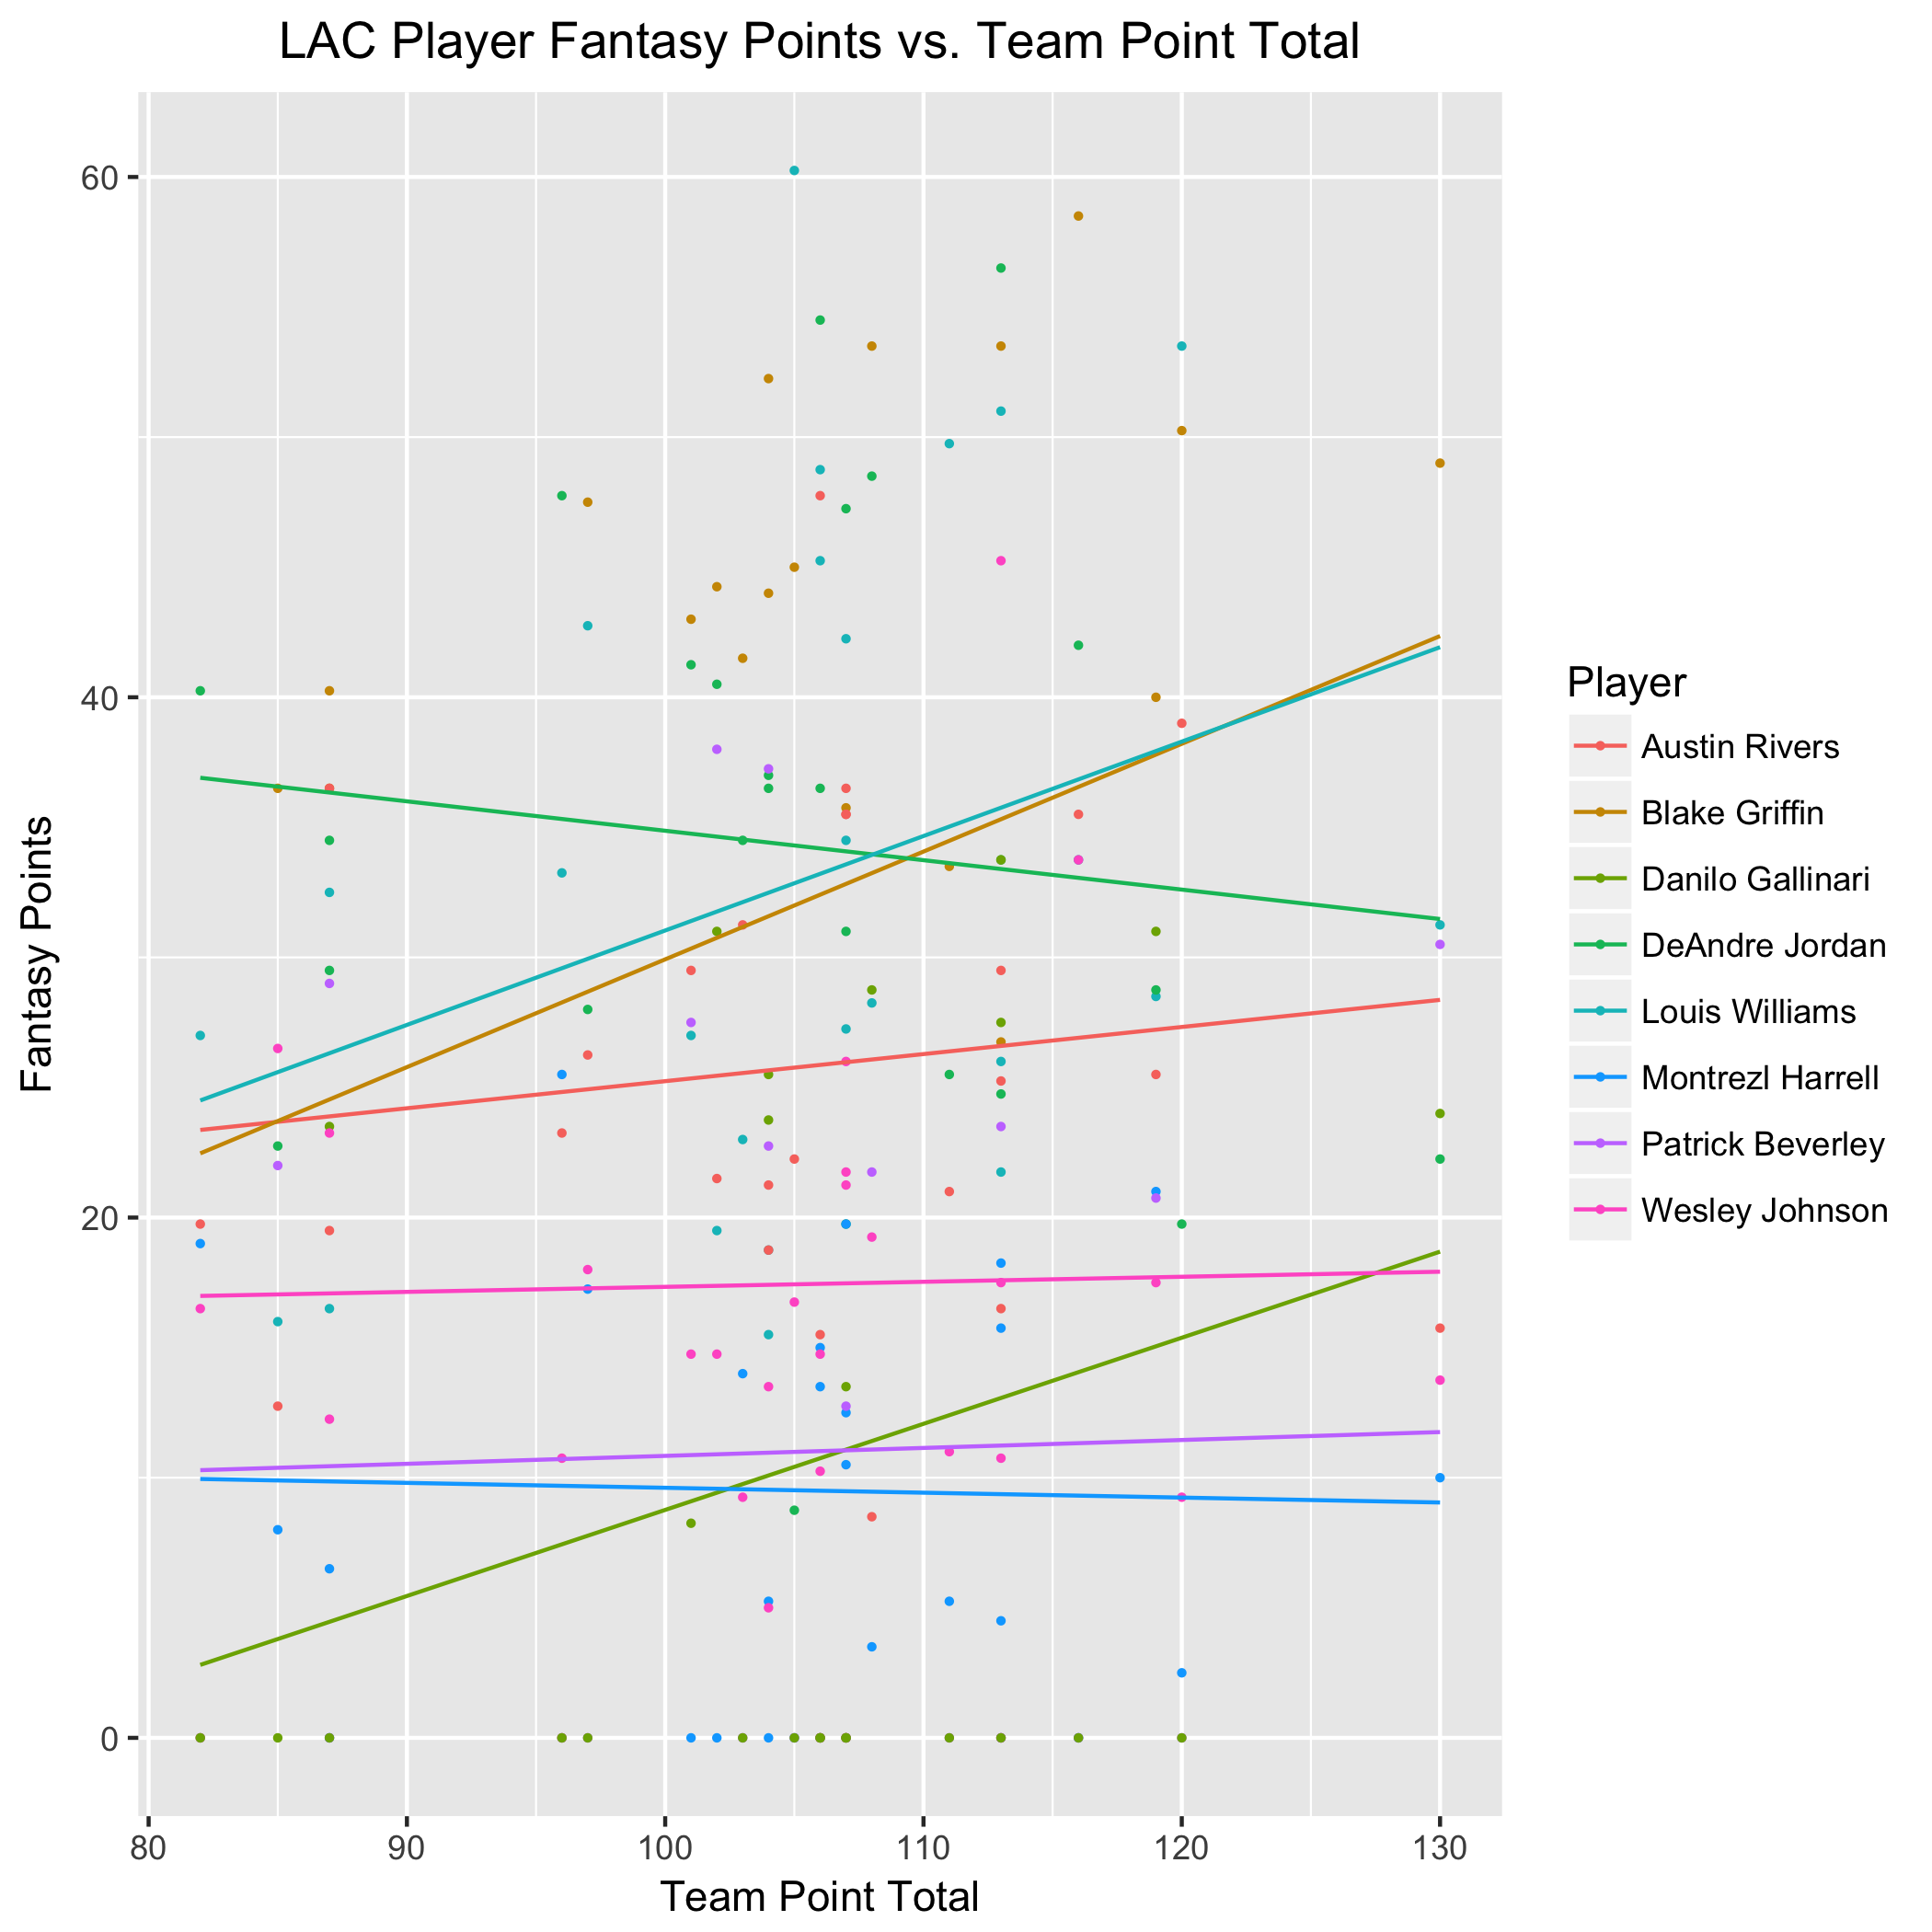 LAC Player Fantasy Points vs. Team Point Total
60
40
20
0
Fantasy Points
80 90 100 110 120 130
Team Point Total
Player
Austin Rivers
Blake Griffin
Danilo Gallinari
DeAndre Jordan
Louis Williams
Montrezl Harrell
Patrick Beverley
Wesley Johnson